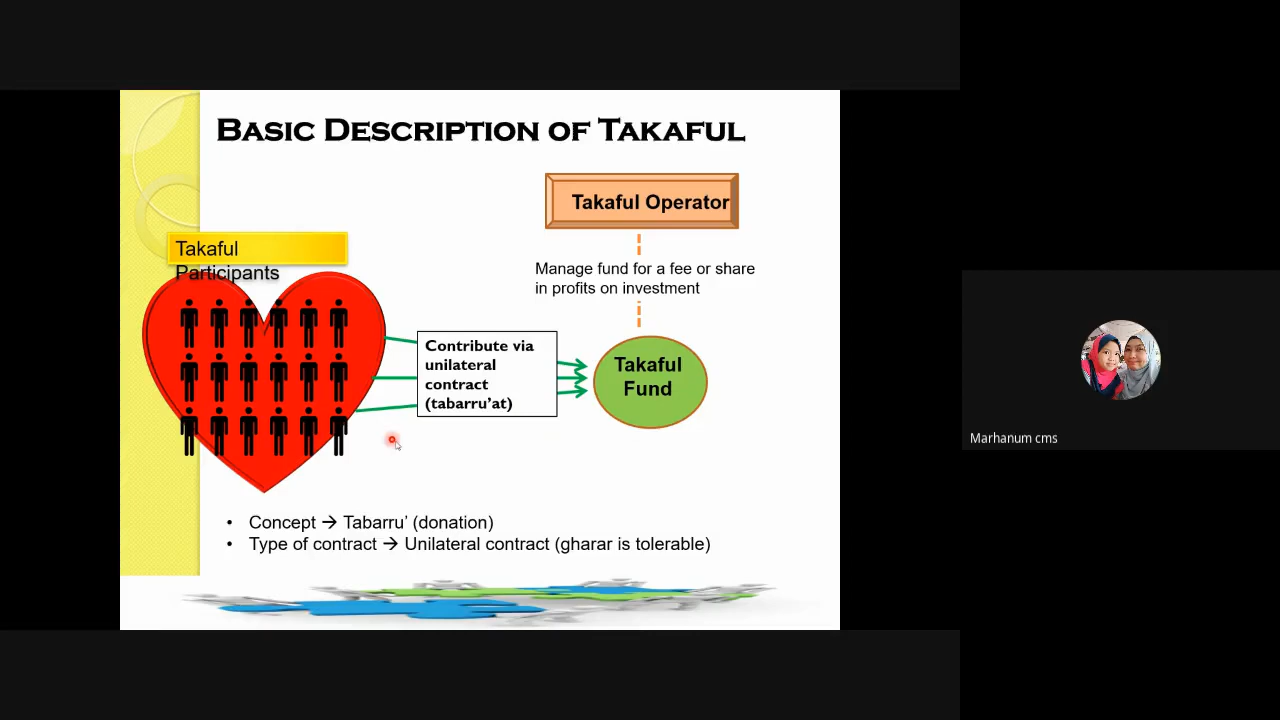 BASIC DESCRIPTION OF TAKAFUL
Takaful Operator
Takaful
Participants
Manage fund for a fee or share
in profits on investment
Contribute via
unilateral
contract
(tabarru’at)
Takaful
Fund
Marhanum cms
• Concept → Tabarru’ (donation)
• Type of contract → Unilateral contract (gharar is tolerable)